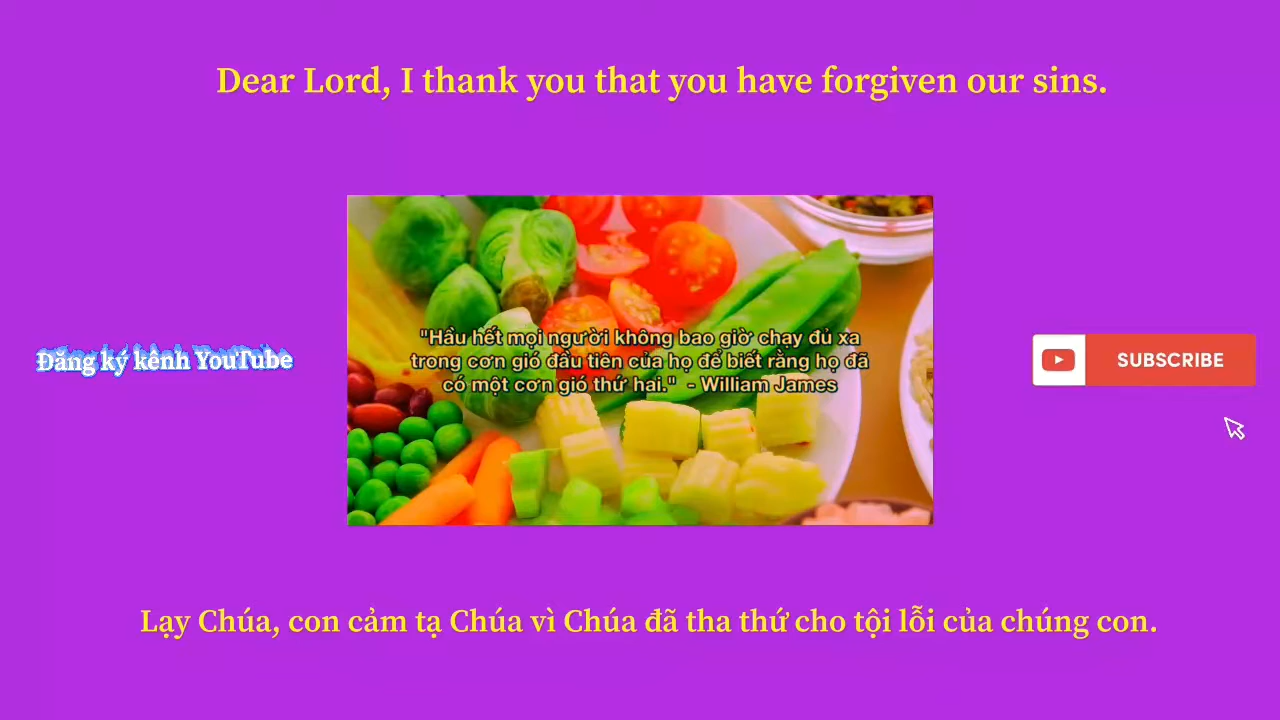 Dear Lord, I thank you that you have forgiven our sins.
"Hầu hết mọi người không bao giờ chạy đủ xa
trong cơn gió đầu tiên của họ để biết rằng họ đã
có một cơn gió thứ hai." - William James
Đăng ký kênh YouTube
SUBSCRIBE
Lạy Chúa, con cảm tạ Chúa vì Chúa đã tha thứ cho tội lỗi của chúng con.